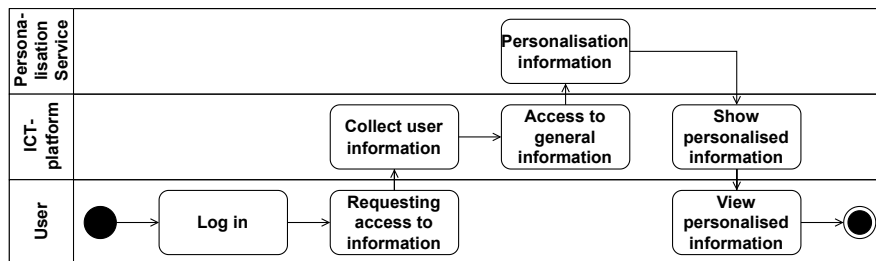 Persona-
lisation
Service
Personalisation
information
ICT-
platform
Collect user
information
Access to
general
information
Show
personalised
information
User
Log in
Requesting
access to
information
View
personalised
information